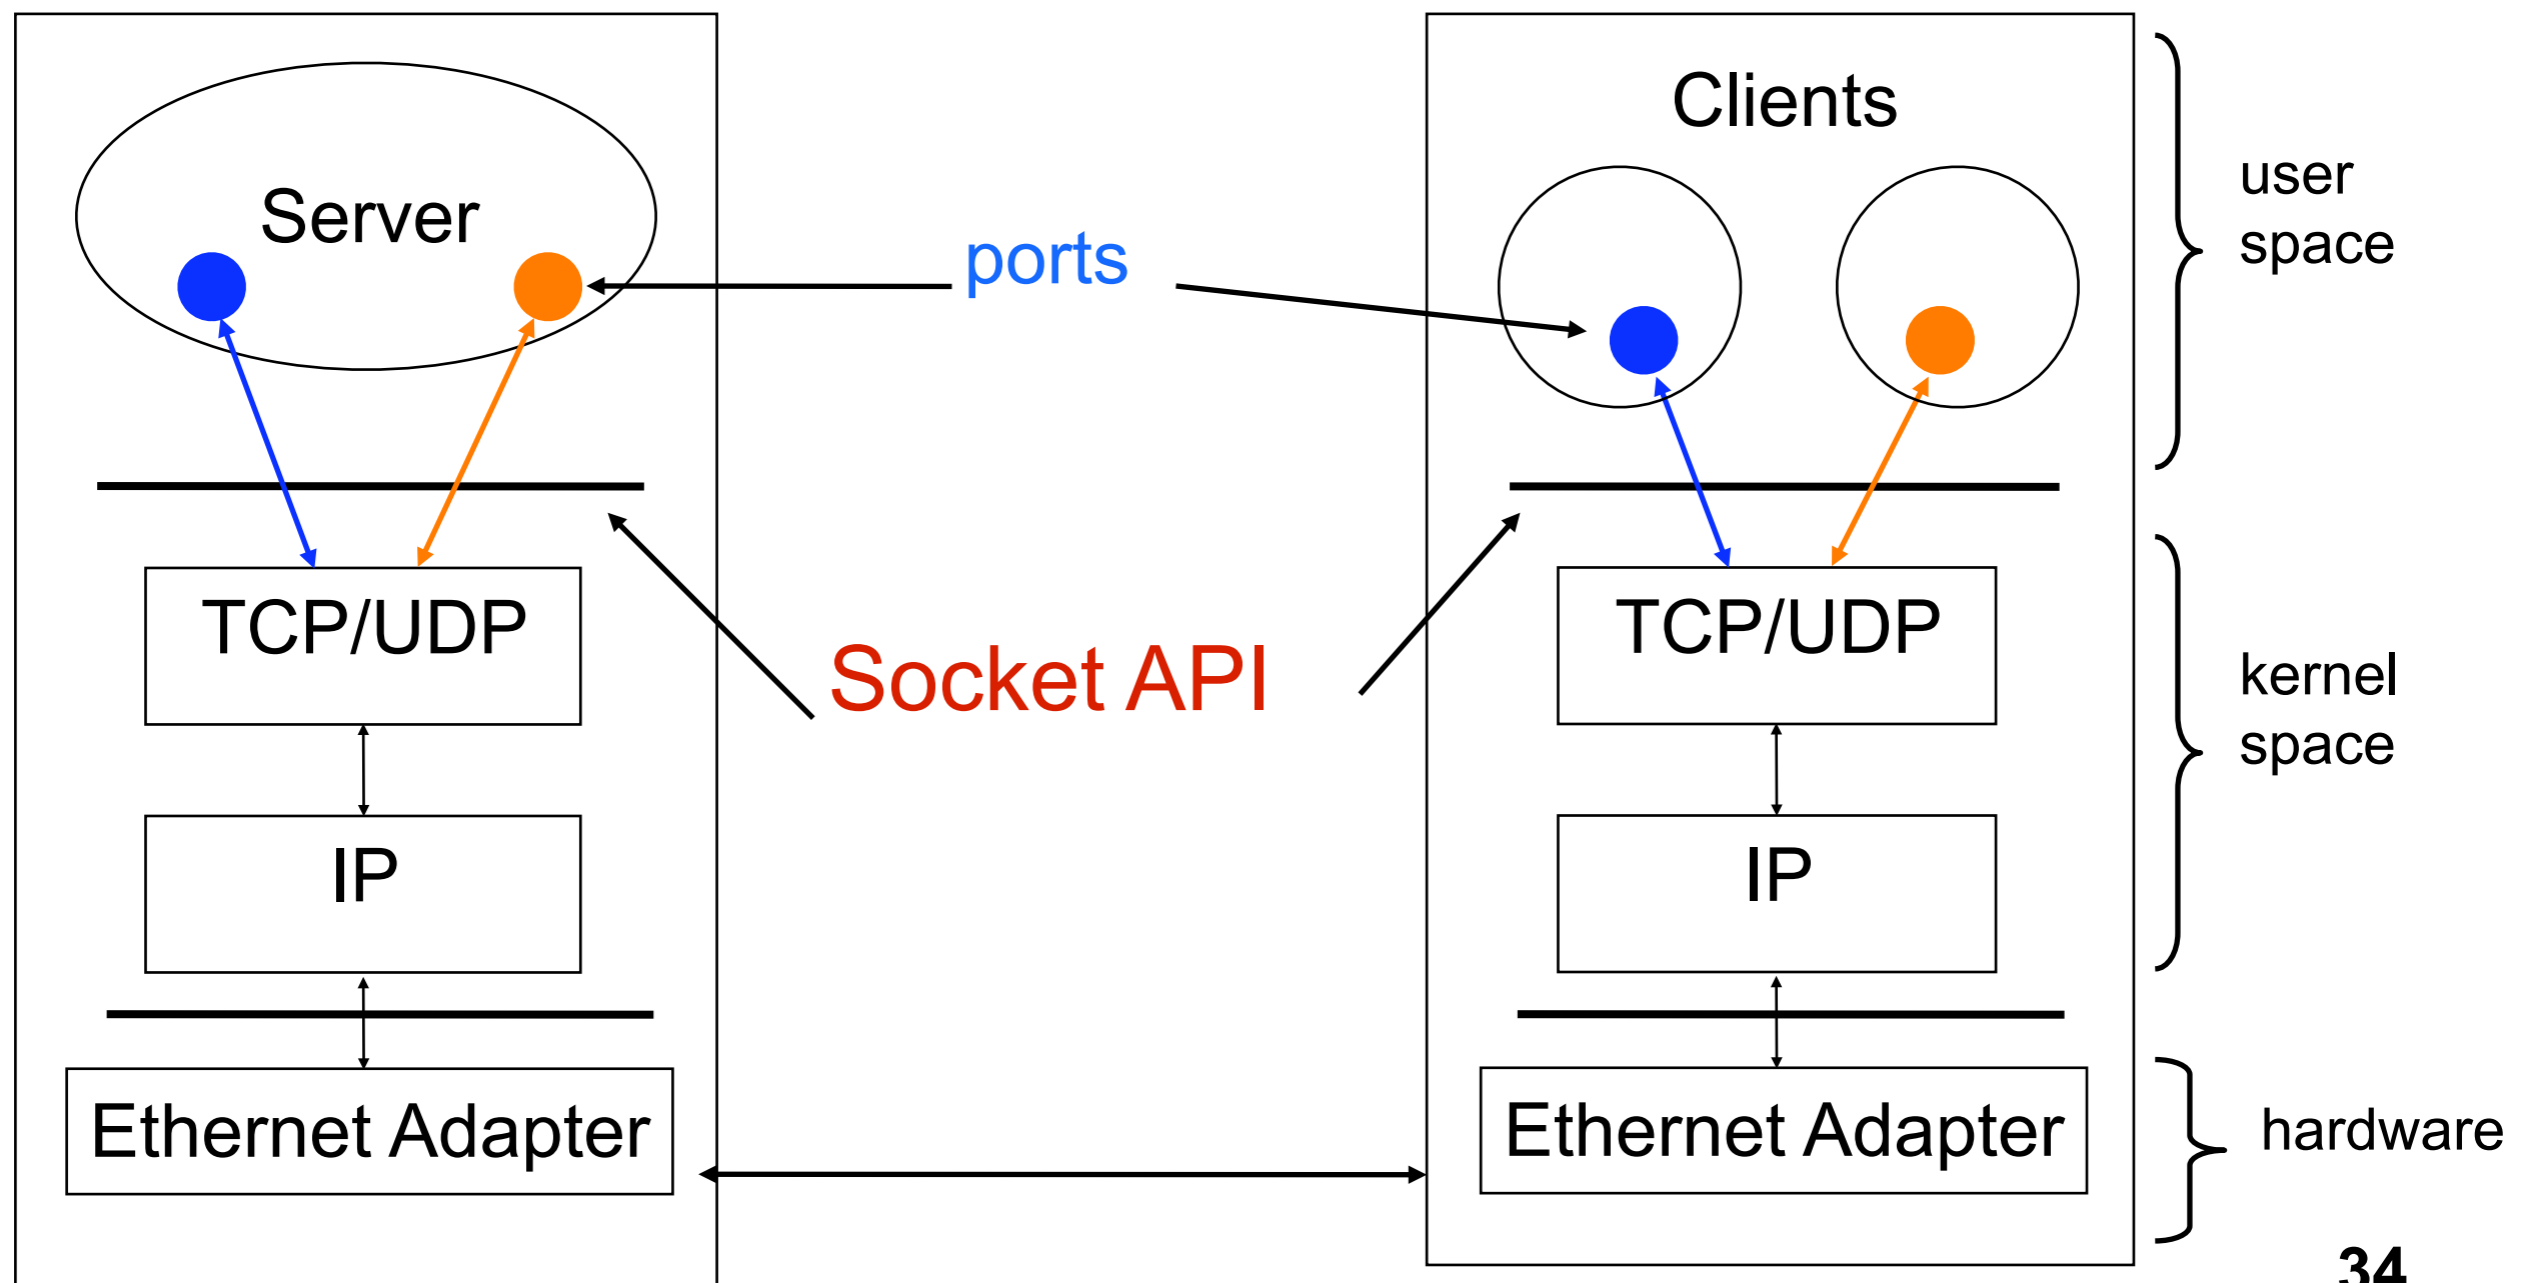 Clients
Server
ports
user
space
TCP/UDP
Socket API
TCP/UDP
kernel
space
IP
IP
Ethernet Adapter
Ethernet Adapter
hardware
34